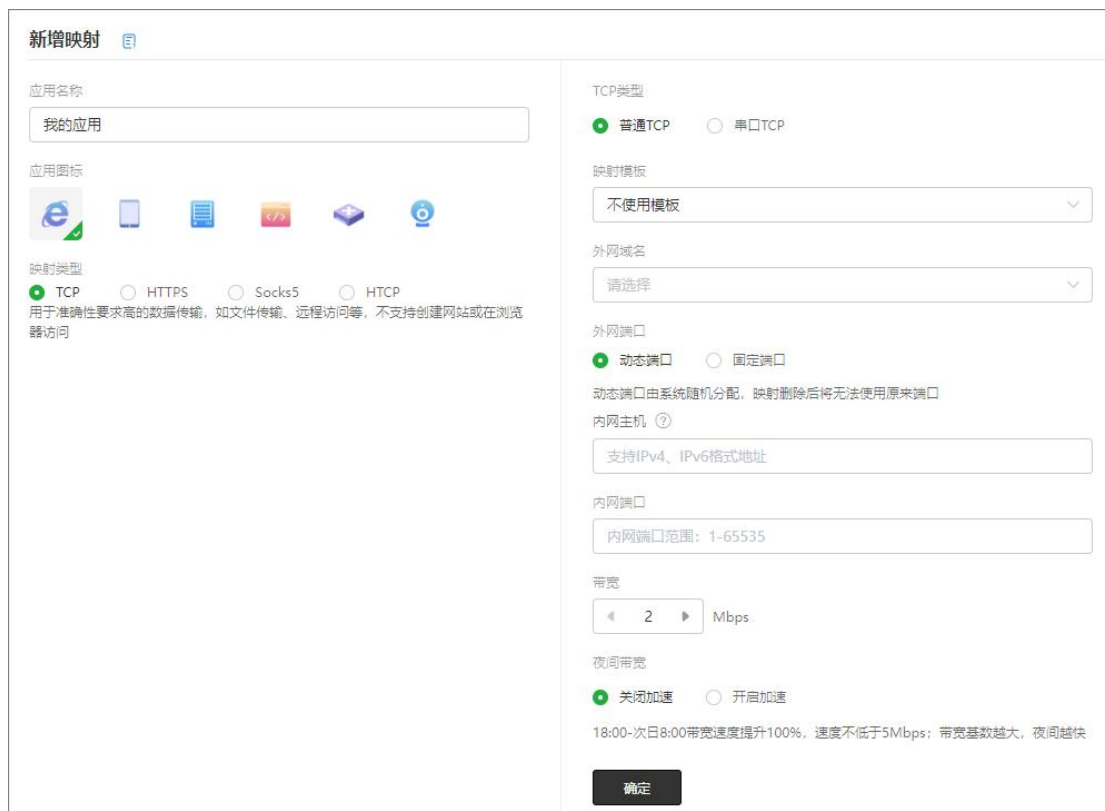 新增映射
应用名称
我的应用
应用图标
映射类型
TCP HTTPS Socks5 HTCP
用于准确性要求高的数据传输，如文件传输、远程访问等，不支持创建网站或在浏览
器访问
TCP类型
普通TCP 串口TCP
映射模板
不使用模板
外网域名
请选择
外网端口
动态端口 固定端口
动态端口由系统随机分配，映射删除后将无法使用原来端口
内网主机 ?
支持IPv4、IPv6格式地址
内网端口
内网端口范围：1-65535
带宽
2 Mbps
夜间带宽
关闭加速 开启加速
18:00-次日8:00带宽速度提升100%，速度不低于5Mbps；带宽基数越大，夜间越快
确定